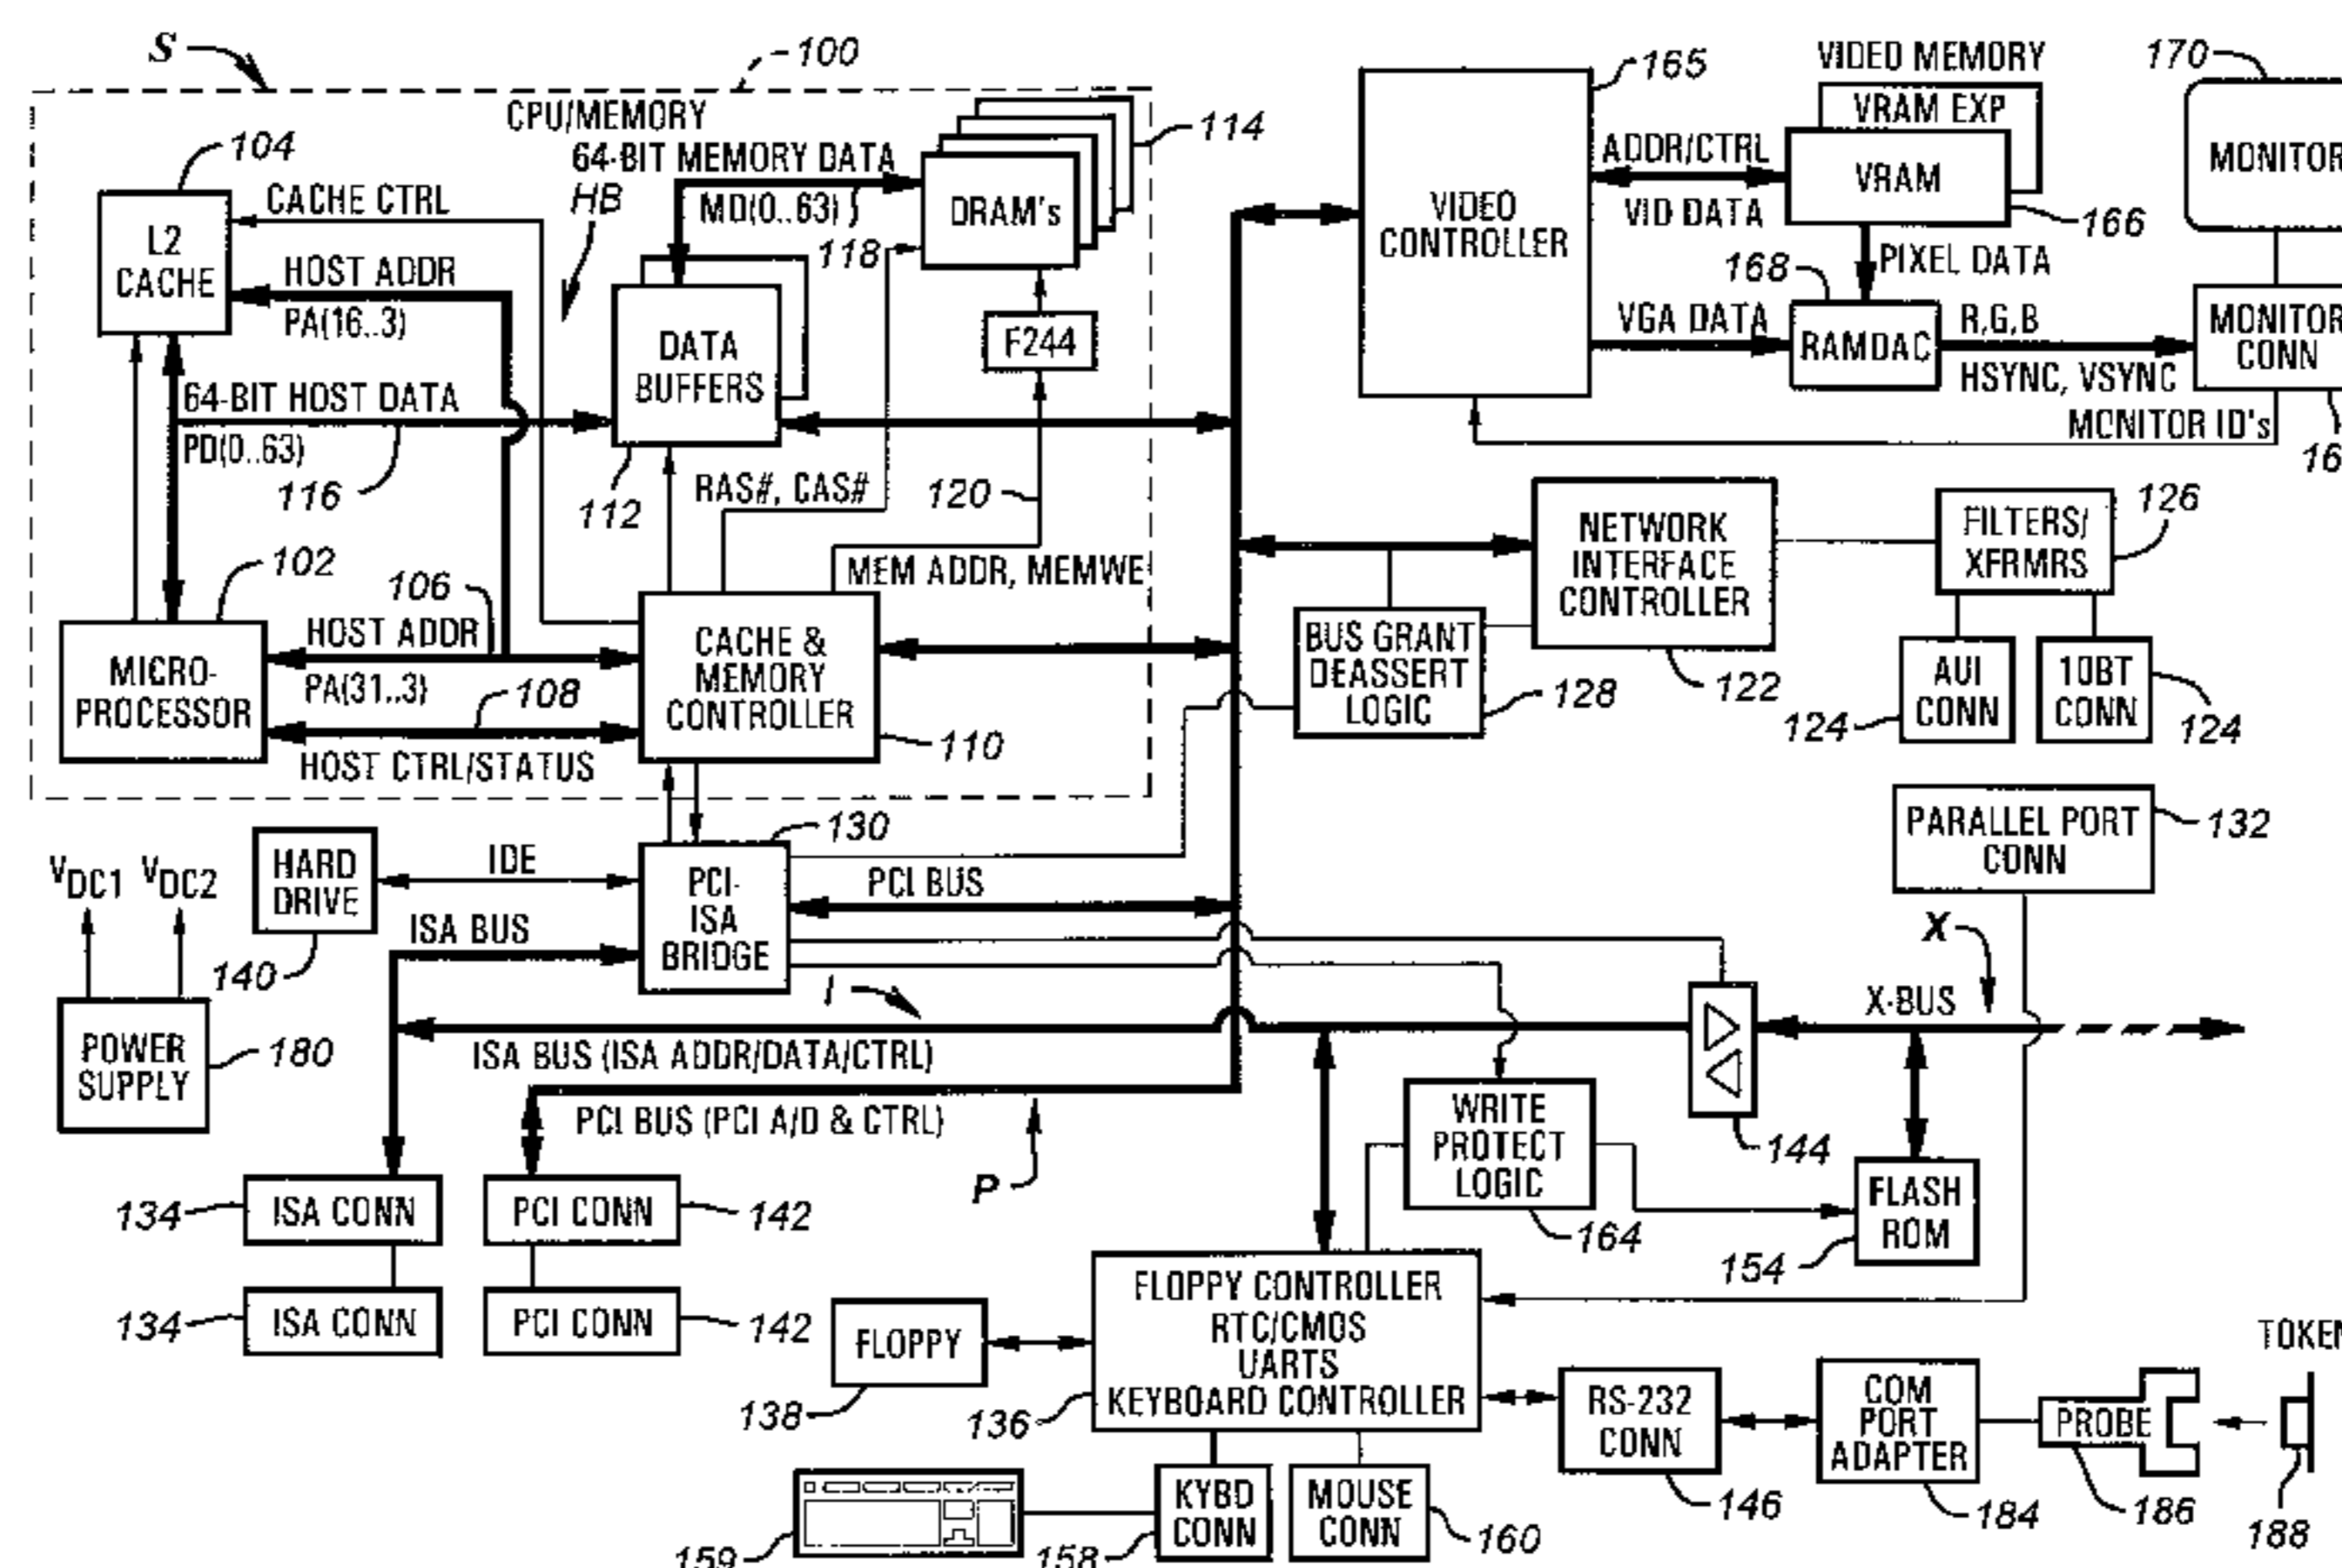 S
100
165
VIDEO MEMORY
170
CPU/MEMORY
VRAM EXP
104
64-BIT MEMORY DATA
114
ADDR/CTRL
VRAM
MONITOR
CACHE CTRL
HB
MD(0..63)
DRAM's
VIDEO
CONTROLLER
VID DATA
166
L2
CACHE
118
HOST ADDR
PA(16..3)
168
PIXEL DATA
DATA
BUFFERS
F244
VGA DATA
RAMDAC
R,G,B
HSYNC, VSYNC
MONITOR
CONN
64-BIT HOST DATA
PD(0..63)
MONITOR ID's
116
112
RAS#, CAS#
120
NETWORK
INTERFACE
CONTROLLER
FILTERS/
XFRMRS
126
102
106
MEM ADDR, MEMWE
HOST ADDR
PA(31..3)
MICRO-
PROCESSOR
108
CACHE &
MEMORY
CONTROLLER
BUS GRANT
DEASSERT
LOGIC
128
122
AUI
CONN
10BT
CONN
124
124
110
HOST CTRL/STATUS
130
PARALLEL PORT
CONN
132
VDC1 VDC2
HARD
DRIVE
IDE
PCI-
ISA
BRIDGE
PCI BUS
ISA BUS
140
I
X
X-BUS
POWER
SUPPLY
180
ISA BUS (ISA ADDR/DATA/CTRL)
PCI BUS (PCI A/D & CTRL)
WRITE
PROTECT
LOGIC
144
P
134
ISA CONN
PCI CONN
142
164
FLASH
ROM
154
134
ISA CONN
PCI CONN
142
FLOPPY
138
FLOPPY CONTROLLER
RTC/CMOS
UARTS
KEYBOARD CONTROLLER
136
RS-232
CONN
146
COM
PORT
ADAPTER
184
PROBE
186
188
159
KYBD
CONN
158
MOUSE
CONN
160